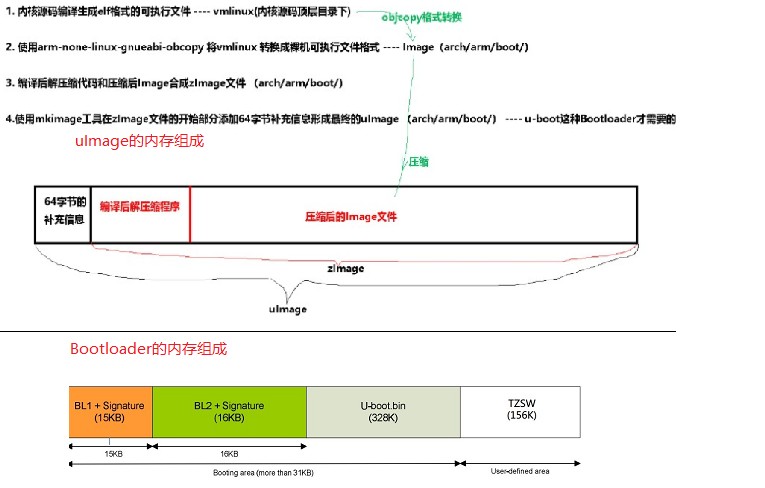 1. 内核源码编译生成elf格式的可执行文件 ---- vmlinux(内核源码顶层目录下)
objcopy格式转换
2. 使用arm-none-linux-gnueabi-obcopy 将vmlinux 转换成裸机可执行文件格式 ---- Image (arch/arm/boot/)
3. 编译后解压缩代码和压缩后Image合成zImage文件 (arch/arm/boot/)
4.使用mkimage工具在zImage文件的开始部分添加64字节补充信息形成最终的uImage (arch/arm/boot/) ---- u-boot这种Bootloader才需要的
uImage的内存组成
压缩
64字节的
补充信息
编译后解压缩程序
压缩后的Image文件
zImage
uImage
Bootloader的内存组成
BL1 + Signature
(15KB)
BL2 + Signature
(16KB)
U-boot.bin
(328K)
TZSW
(156K)
15KB
16KB
Booting area (more than 31KB)
User-defined area